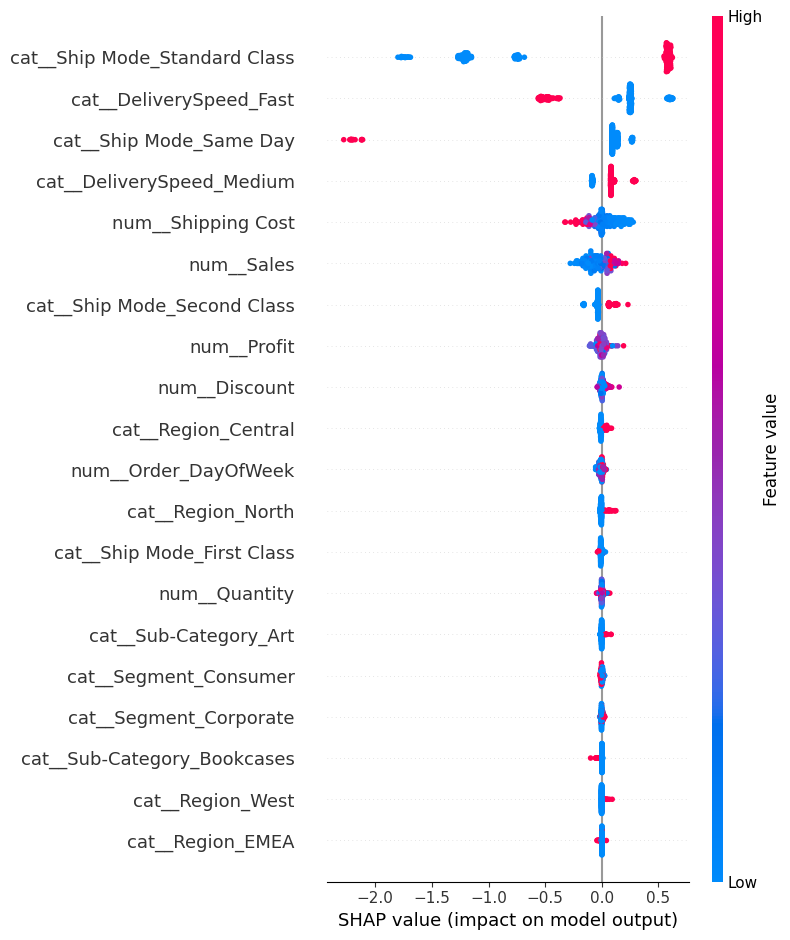 High
cat__Ship Mode_Standard Class
cat__DeliverySpeed_Fast
cat__Ship Mode_Same Day
cat__DeliverySpeed_Medium
num__Shipping Cost
num__Sales
cat__Ship Mode_Second Class
num__Profit
num__Discount
cat__Region_Central
num__Order_DayOfWeek
cat__Region_North
cat__Ship Mode_First Class
num__Quantity
cat__Sub-Category_Art
cat__Segment_Consumer
cat__Segment_Corporate
cat__Sub-Category_Bookcases
cat__Region_West
cat__Region_EMEA
Feature value
Low
−2.0 −1.5 −1.0 −0.5 0.0 0.5
SHAP value (impact on model output)